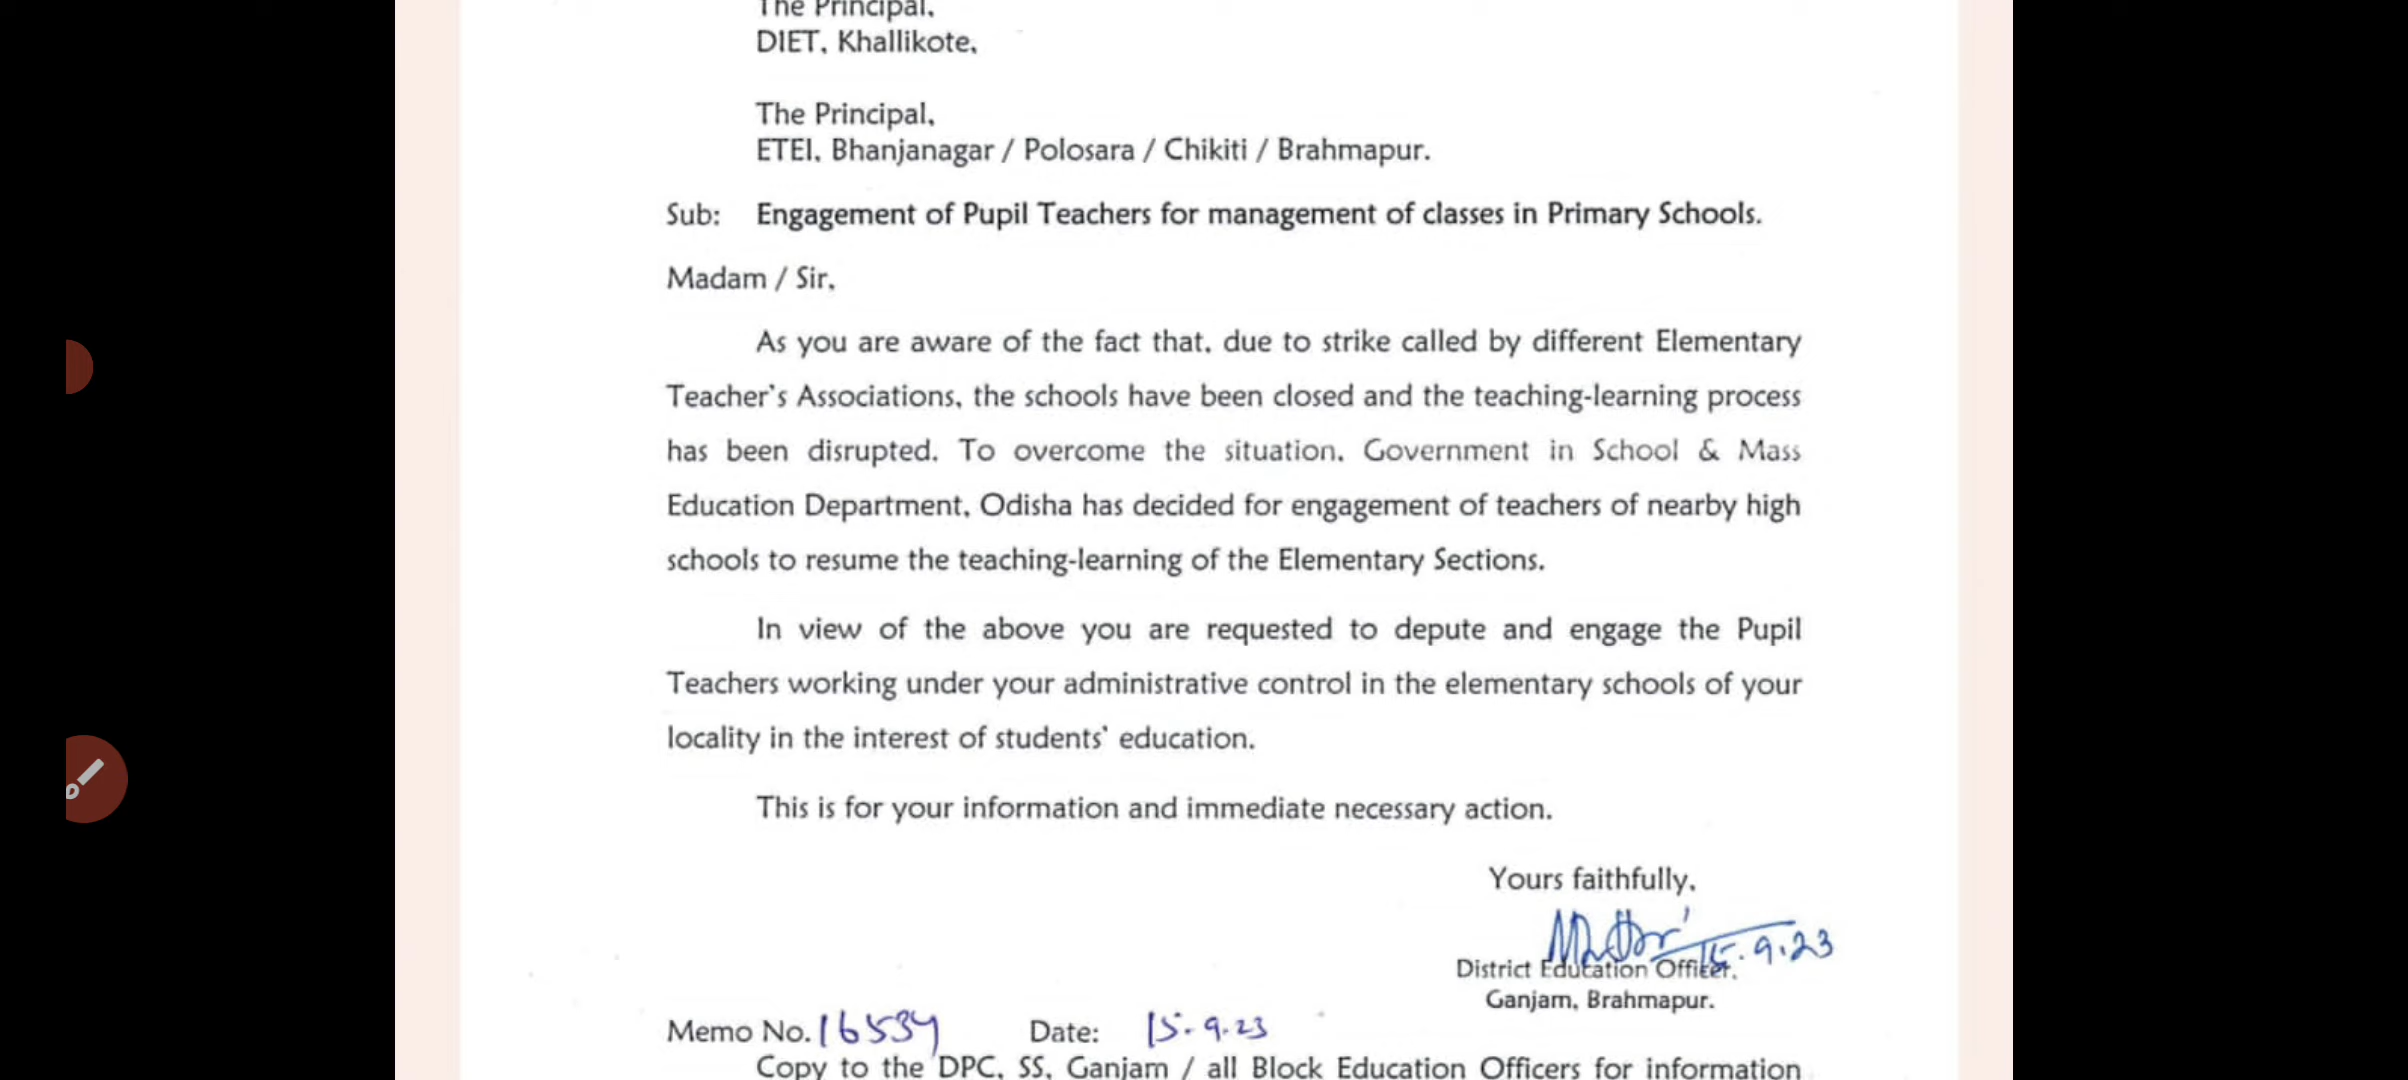 The Principal,
DIET, Khallikote,
The Principal,
ETEI, Bhanjanagar / Polosara / Chikiti / Brahmapur.
Sub: Engagement of Pupil Teachers for management of classes in Primary Schools.
Madam / Sir,
As you are aware of the fact that, due to strike called by different Elementary
Teacher's Associations, the schools have been closed and the teaching-learning process
has been disrupted. To overcome the situation, Government in School & Mass
Education Department, Odisha has decided for engagement of teachers of nearby high
schools to resume the teaching-learning of the Elementary Sections.
In view of the above you are requested to depute and engage the Pupil
Teachers working under your administrative control in the elementary schools of your
locality in the interest of students' education.
This is for your information and immediate necessary action.
Yours faithfully,
15.9.23
District Education Officer,
Ganjam, Brahmapur.
Memo No. 16534 Date: 15-9-23
Copy to the DPC, SS, Ganjam / all Block Education Officers for information